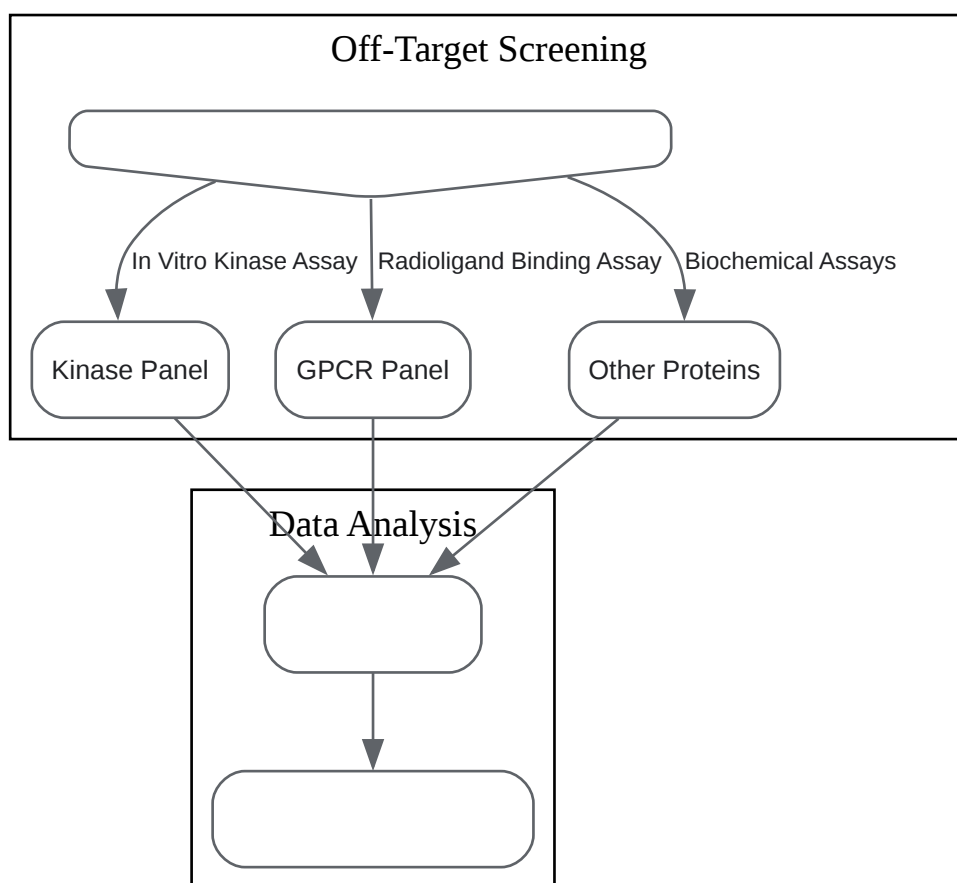 Off-Target Screening
In Vitro Kinase Assay
Radioligand Binding Assay
Biochemical Assays
Kinase Panel
GPCR Panel
Other Proteins
Data Analysis